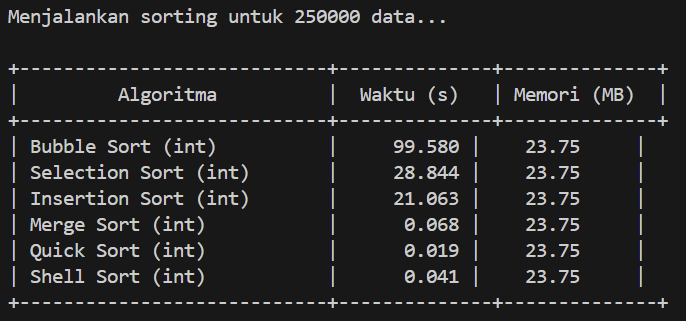 Menjalankan sorting untuk 250000 data...
+----------------------------+--------------+--------------+
|         Algoritma          |  Waktu (s)   | Memori (MB)  |
+----------------------------+--------------+--------------+
| Bubble Sort (int)          |     99.580 |    23.75     |
| Selection Sort (int)       |     28.844 |    23.75     |
| Insertion Sort (int)       |     21.063 |    23.75     |
| Merge Sort (int)           |      0.068 |    23.75     |
| Quick Sort (int)           |      0.019 |    23.75     |
| Shell Sort (int)           |      0.041 |    23.75     |
+----------------------------+--------------+--------------+